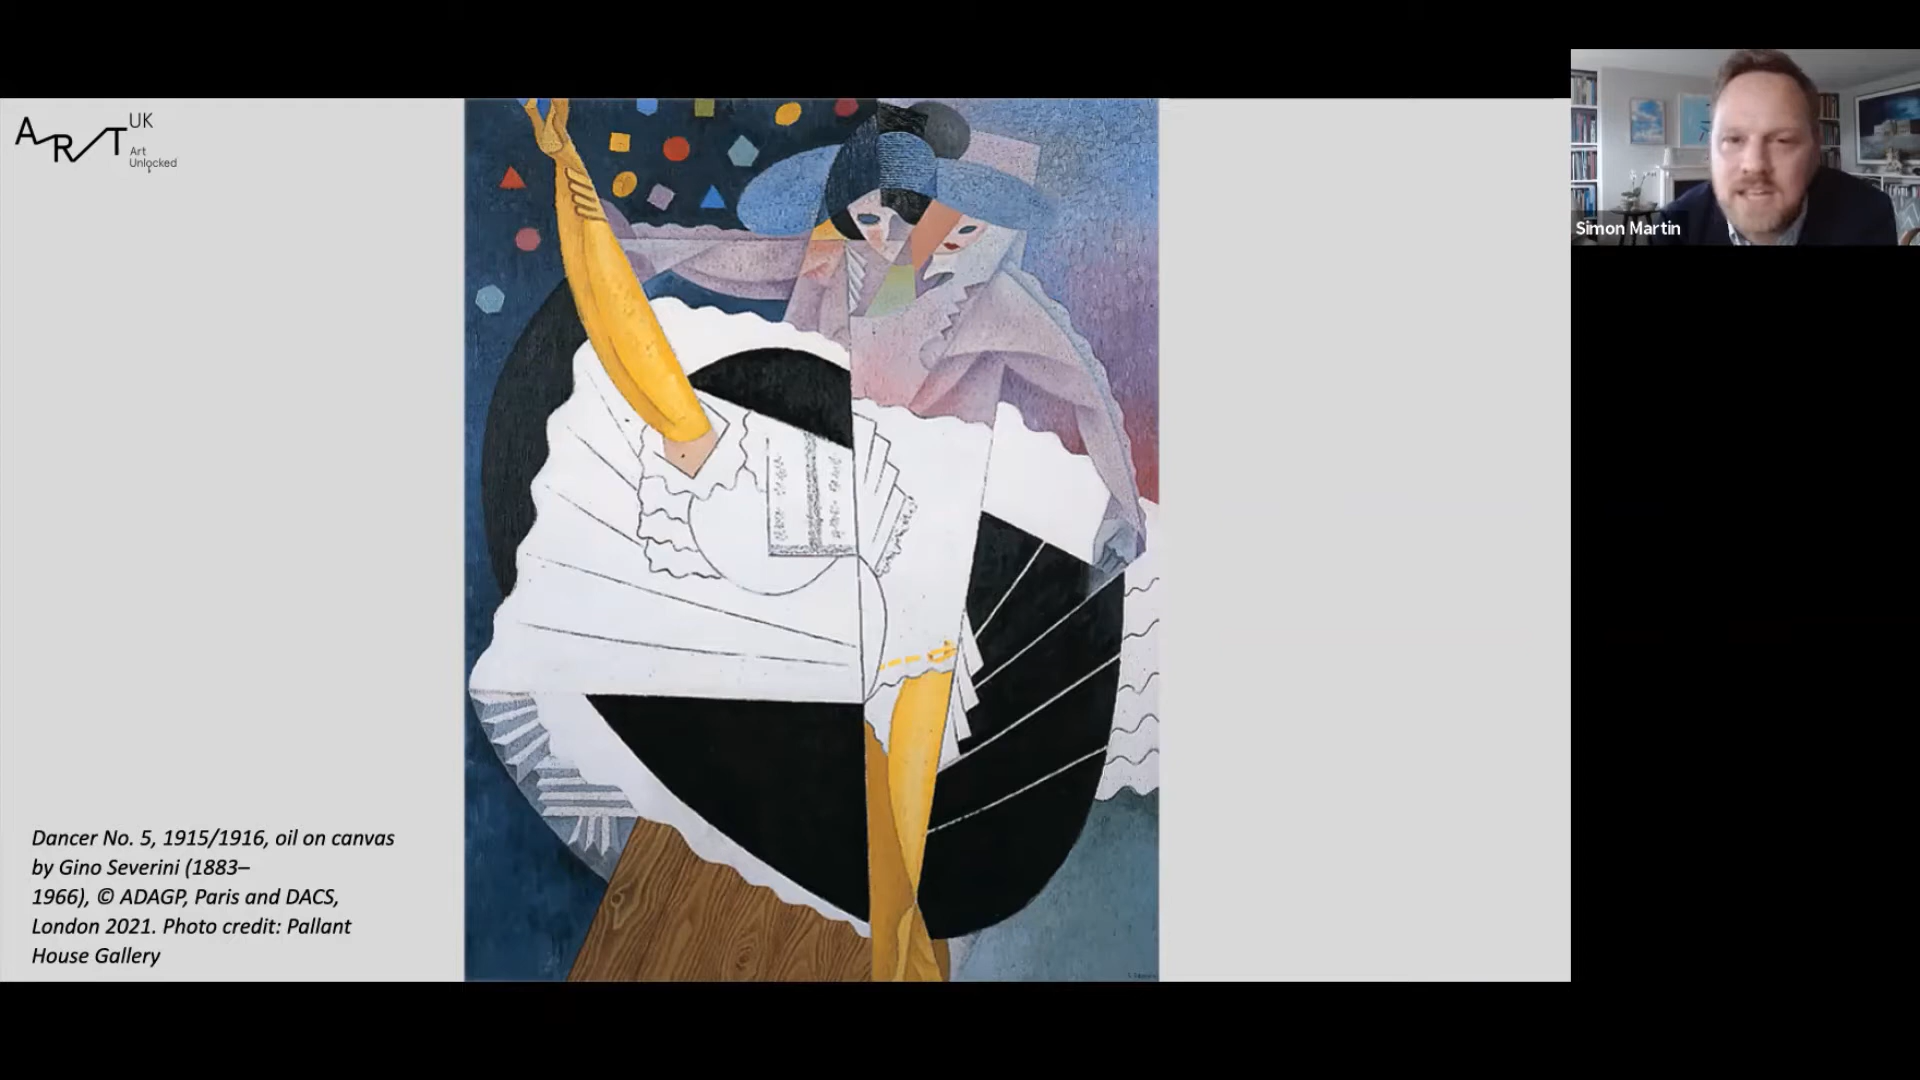 ART UK
Art
Unlocked
Simon Martin
Dancer No. 5, 1915/1916, oil on canvas
by Gino Severini (1883–
1966), © ADAGP, Paris and DACS,
London 2021. Photo credit: Pallant
House Gallery